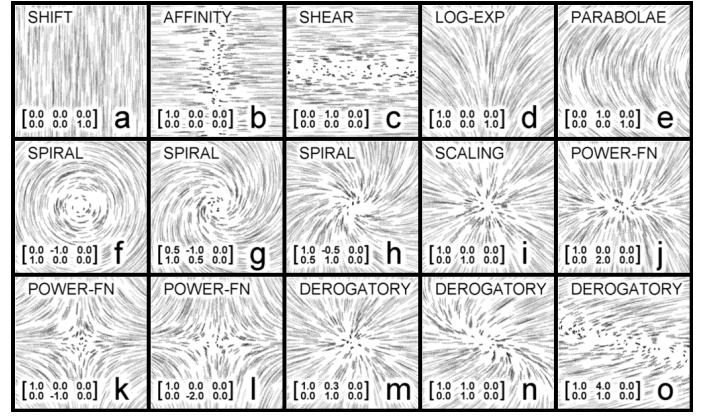 SHIFT
[0.0 0.0 0.0]
[0.0 0.0 1.0] a
AFFINITY
[1.0 0.0 0.0]
[0.0 0.0 0.0] b
SHEAR
[0.0 1.0 0.0]
[0.0 0.0 0.0] c
LOG-EXP
[1.0 0.0 0.0]
[0.0 0.0 1.0] d
PARABOLAE
[0.0 1.0 0.0]
[0.0 0.0 1.0] e
SPIRAL
[0.0 -1.0 0.0]
[1.0 0.0 0.0] f
SPIRAL
[0.5 -1.0 0.0]
[1.0 0.5 0.0] g
SPIRAL
[1.0 -0.5 0.0]
[0.5 1.0 0.0] h
SCALING
[1.0 0.0 0.0]
[0.0 1.0 0.0] i
POWER-FN
[1.0 0.0 0.0]
[0.0 2.0 0.0] j
POWER-FN
[1.0 0.0 0.0]
[0.0 -1.0 0.0] k
POWER-FN
[1.0 0.0 0.0]
[0.0 -2.0 0.0] l
DEROGATORY
[1.0 0.3 0.0]
[0.0 1.0 0.0] m
DEROGATORY
[1.0 1.0 0.0]
[0.0 1.0 0.0] n
DEROGATORY
[1.0 4.0 0.0]
[0.0 1.0 0.0] o